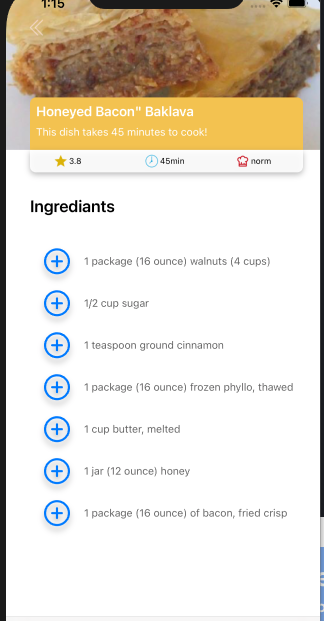 1:15
Honeyed Bacon" Baklava
This dish takes 45 minutes to cook!
3.8 45min norm
Ingrediants
1 package (16 ounce) walnuts (4 cups)
1/2 cup sugar
1 teaspoon ground cinnamon
1 package (16 ounce) frozen phyllo, thawed
1 cup butter, melted
1 jar (12 ounce) honey
1 package (16 ounce) of bacon, fried crisp